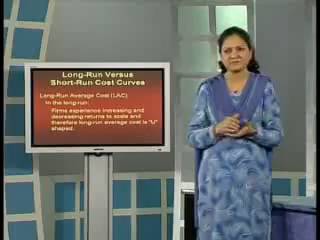 Long-Run Versus
Short-Run Cost Curves
Long-Run Average Cost (LAC)
In the long-run:
Firms experience increasing and
decreasing returns to scale and
therefore long-run average cost is "U"
shaped.